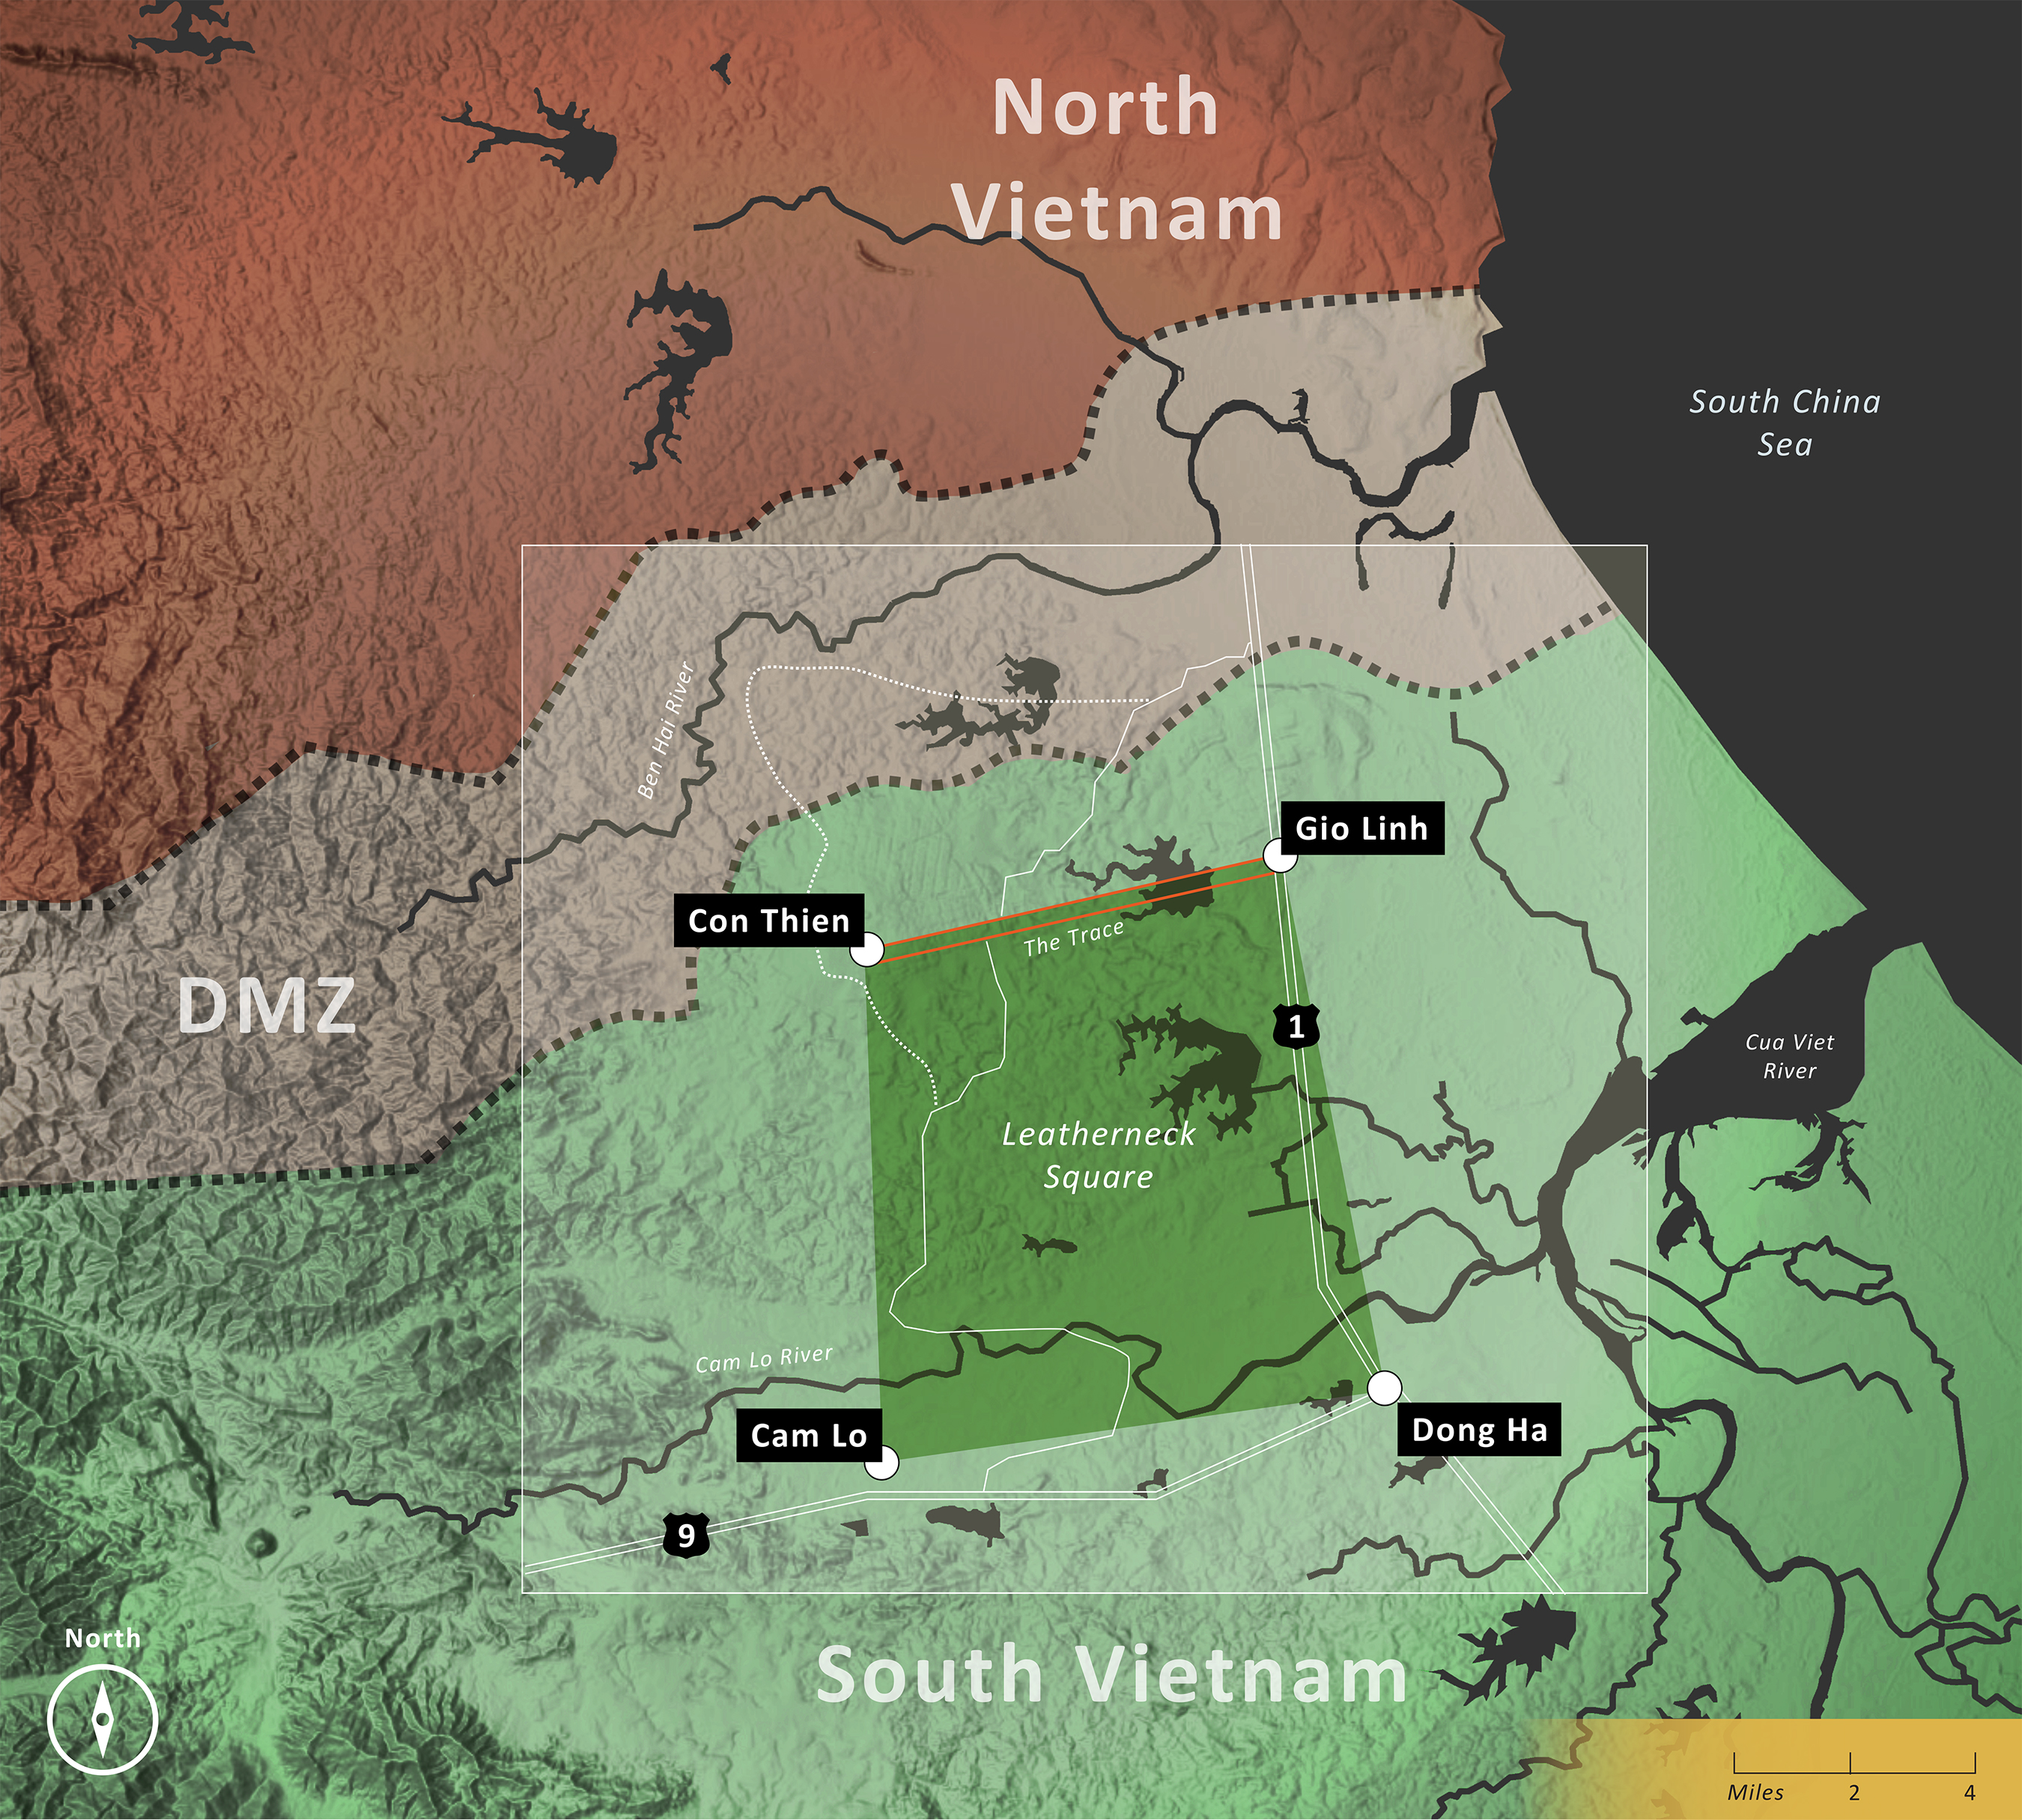 North
Vietnam
South China
Sea
Ben Hai River
Gio Linh
Con Thien
The Trace
DMZ
1
Cua Viet
River
Leatherneck
Square
Cam Lo River
Cam Lo
Dong Ha
9
North
South Vietnam
Miles 2 4